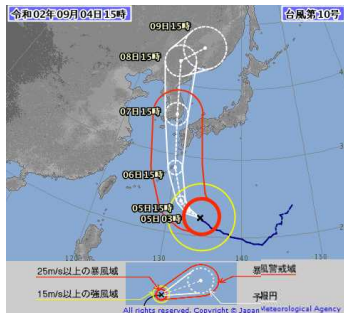 令和02年09月04日15時
台風第10号
09日15時
08日15時
07日15時
06日15時
05日15時
05日03時
120
130
140
150
25m/s以上の暴風域
暴風警戒域
15m/s以上の強風域
予報円
All rights reserved. Copyright © Japan Meteorological Agency